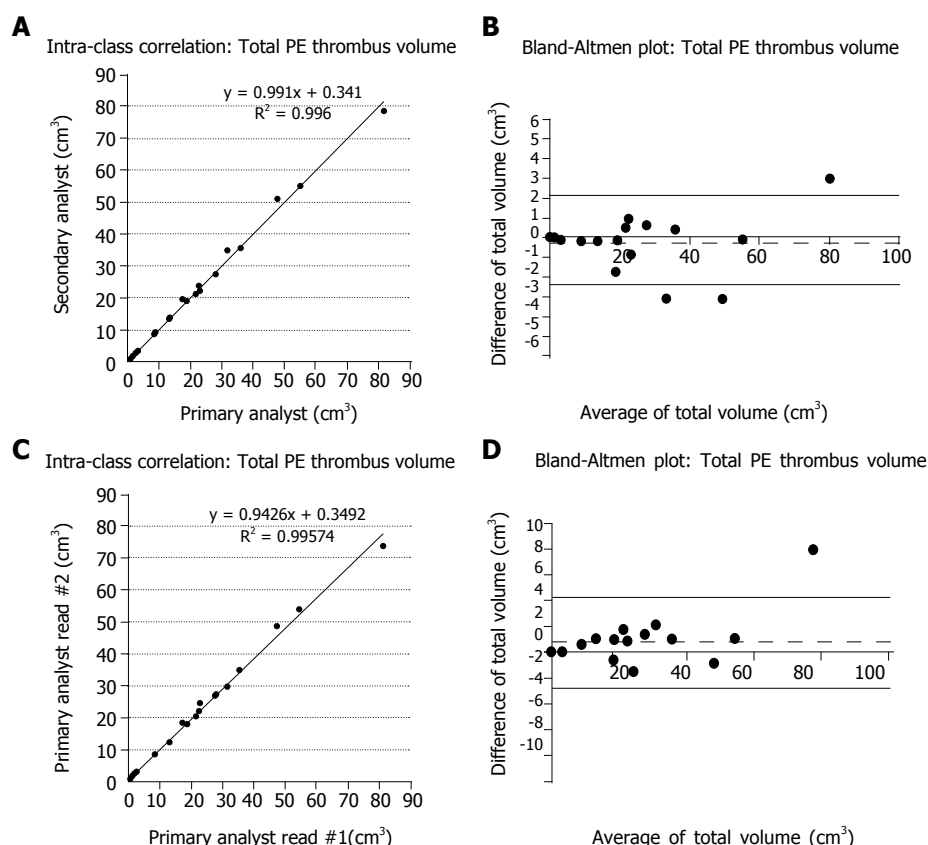 A
Intra-class correlation: Total PE thrombus volume
y = 0.991x + 0.341
R² = 0.996
Secondary analyst (cm³)
90
80
70
60
50
40
30
20
10
0
0 10 20 30 40 50 60 70 80 90
Primary analyst (cm³)
B
Bland-Altmen plot: Total PE thrombus volume
Difference of total volume (cm³)
6
5
4
3
2
1
0
-1
-2
-3
-4
-5
-6
20 40 60 80 100
Average of total volume (cm³)
C
Intra-class correlation: Total PE thrombus volume
y = 0.9426x + 0.3492
R² = 0.99574
Primary analyst read #2 (cm³)
90
80
70
60
50
40
30
20
10
0
0 10 20 30 40 50 60 70 80 90
Primary analyst read #1(cm³)
D
Bland-Altmen plot: Total PE thrombus volume
Difference of total volume (cm³)
10
8
6
4
2
0
-2
-4
-6
-8
-10
20 40 60 80 100
Average of total volume (cm³)